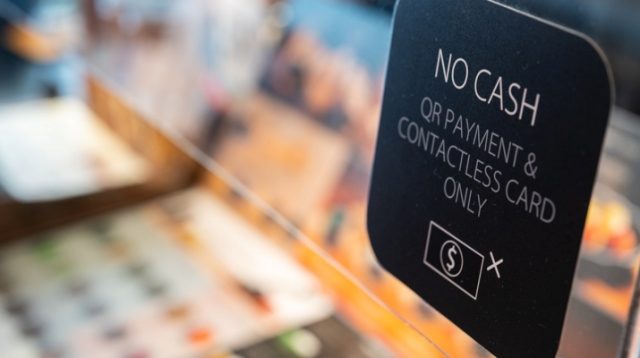 NO CASH
QR PAYMENT &
CONTACTLESS CARD
ONLY
$ X